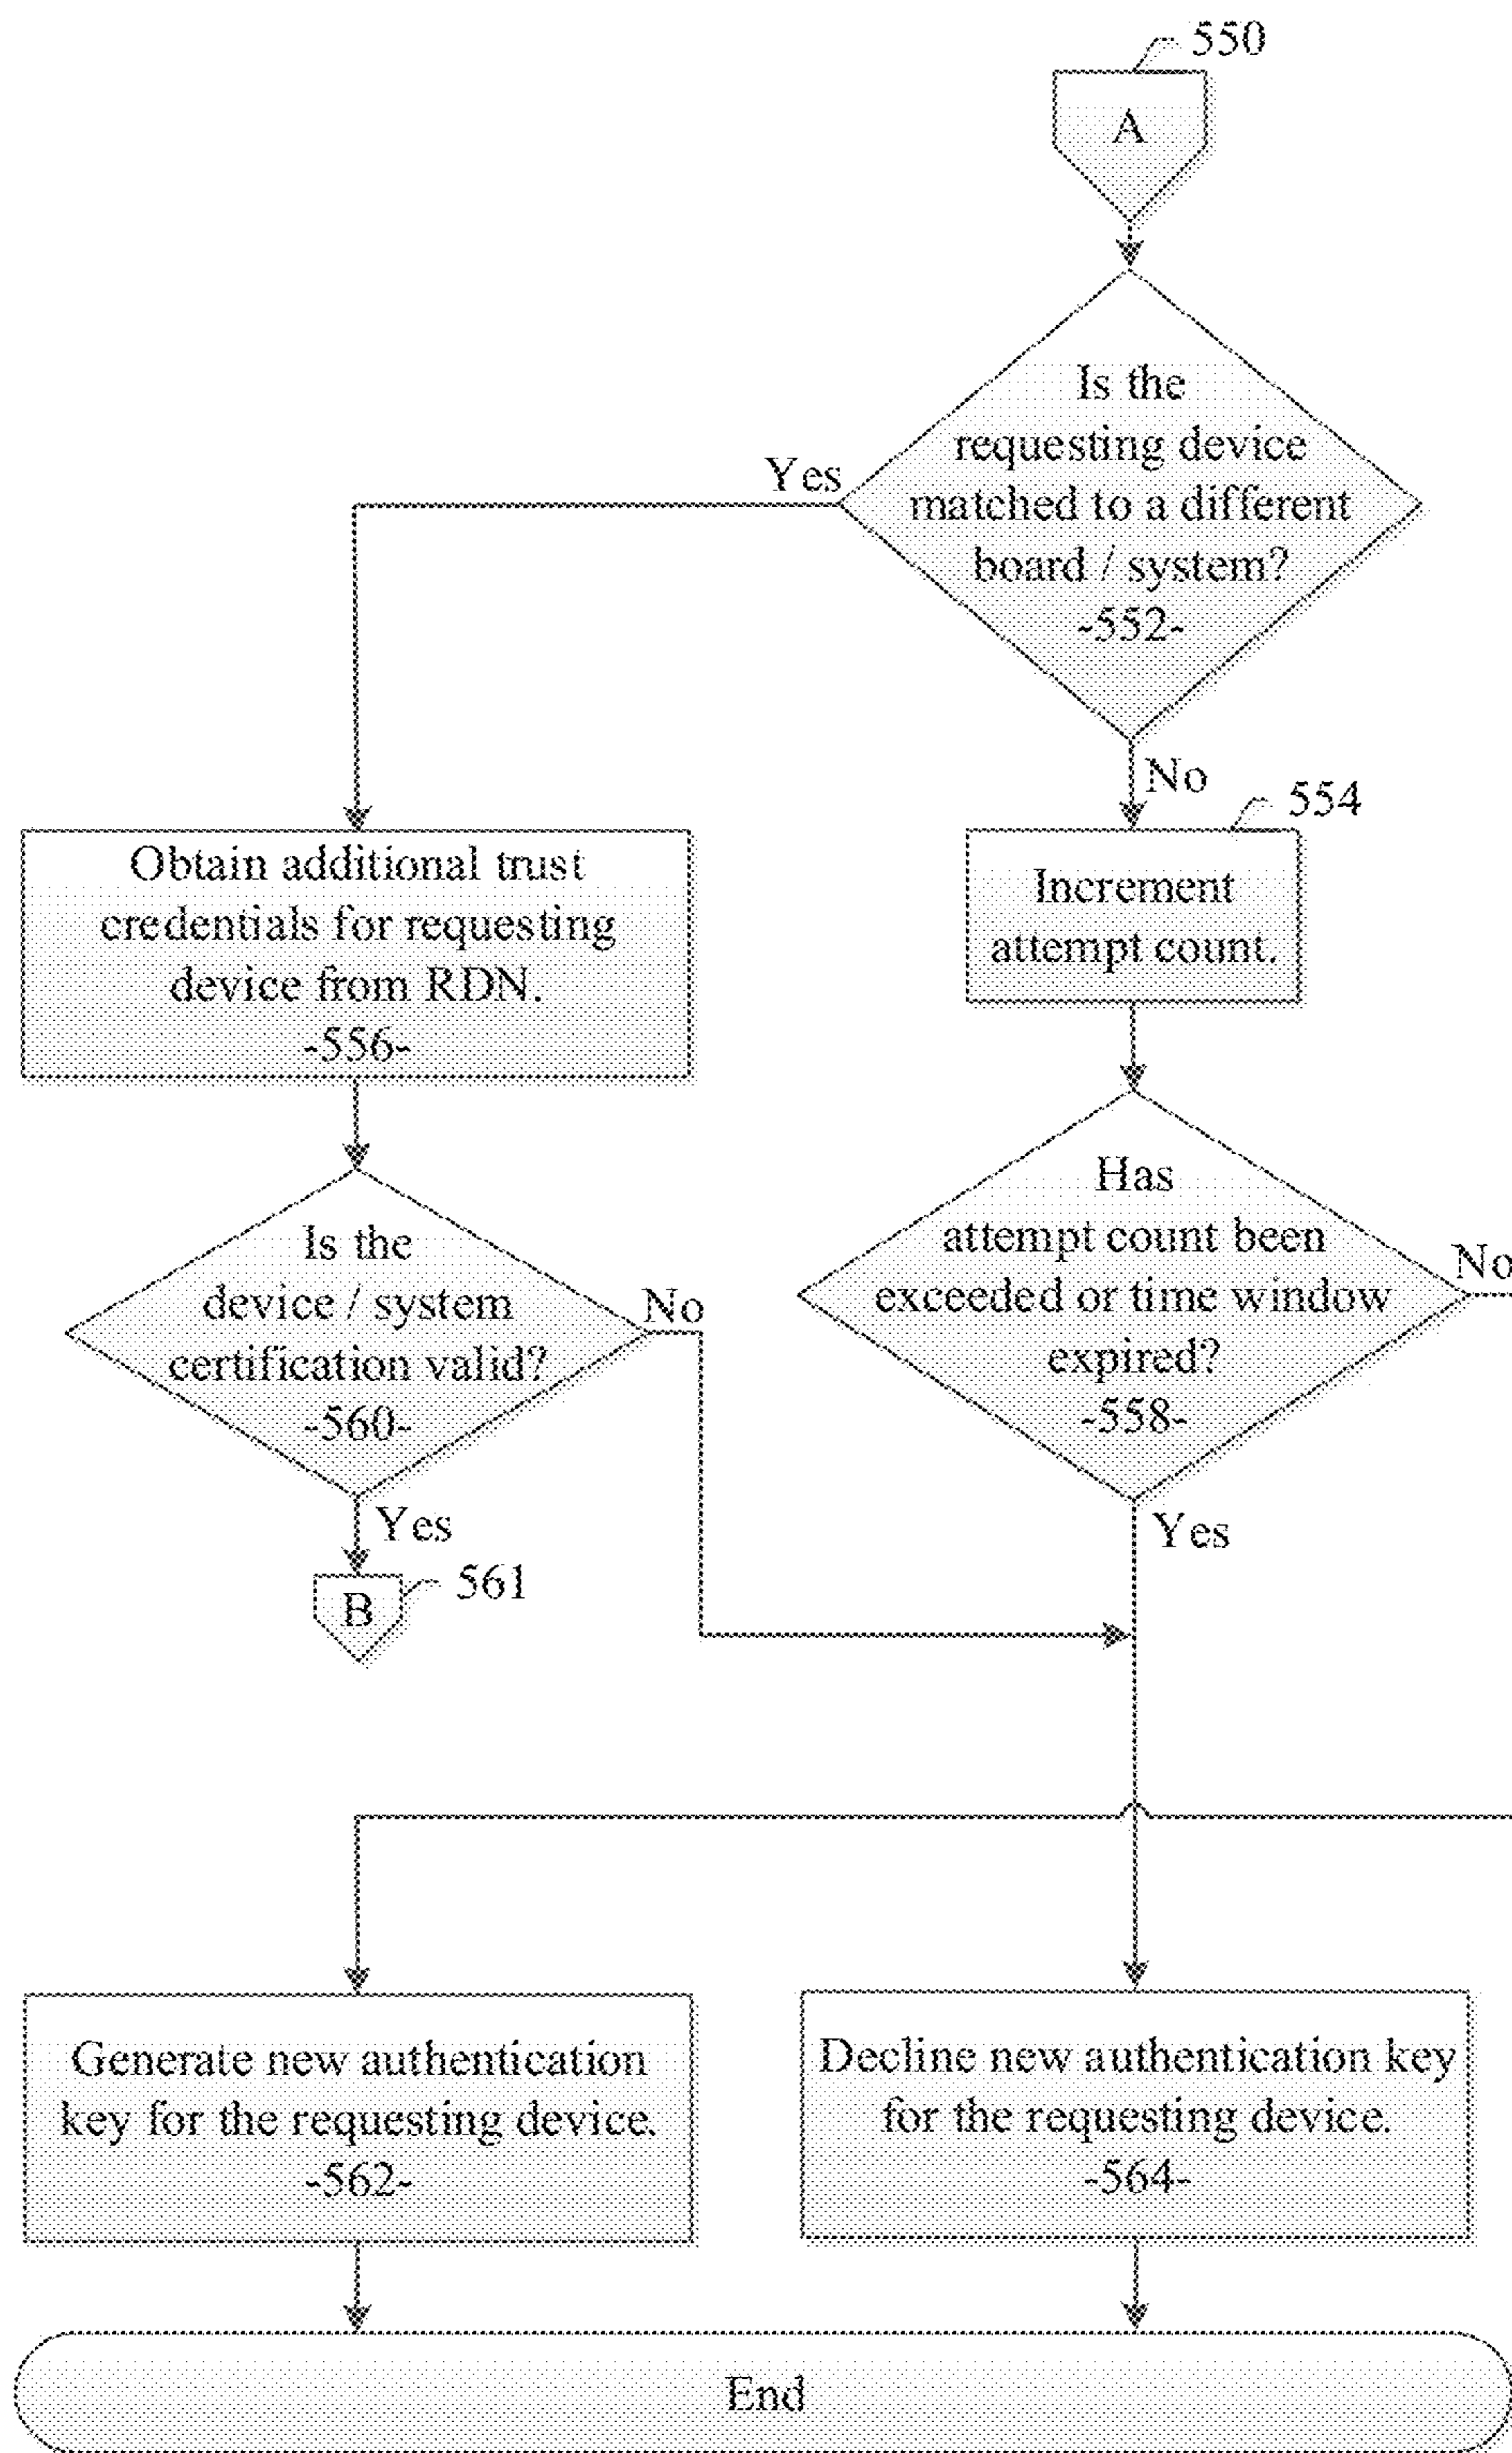 550
A
Is the
requesting device
matched to a different
board / system?
-552-
Yes
No
554
Obtain additional trust
credentials for requesting
device from RDN.
-556-
Increment
attempt count.
Is the
device / system
certification valid?
-560-
No
Has
attempt count been
exceeded or time window
expired?
-558-
No
Yes
Yes
B
561
Generate new authentication
key for the requesting device.
-562-
Decline new authentication key
for the requesting device.
-564-
End